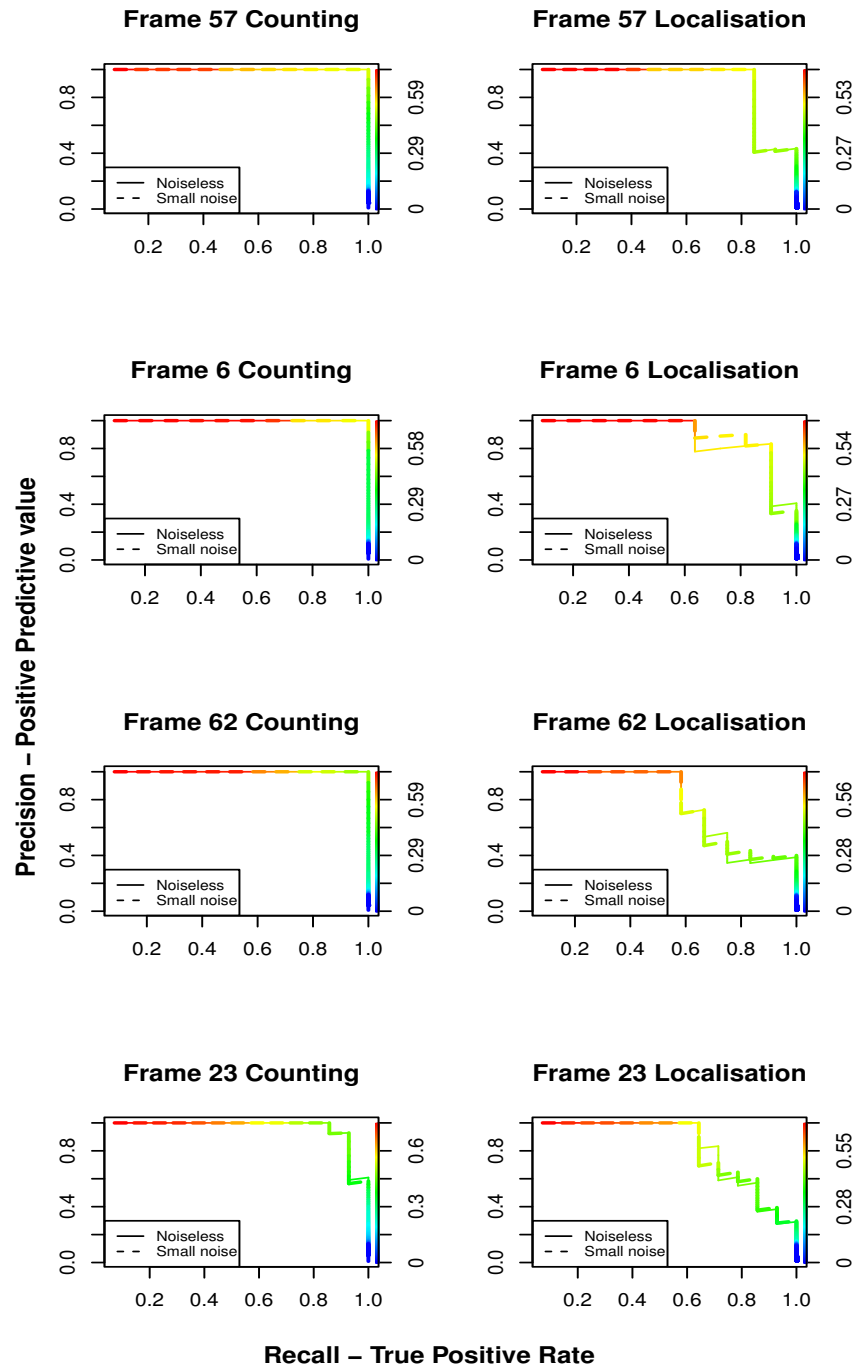 Frame 57 Counting
0.0 0.4 0.8
0 0.29 0.59
Noiseless
Small noise
0.2 0.4 0.6 0.8 1.0
Frame 57 Localisation
0.0 0.4 0.8
0 0.27 0.53
Noiseless
Small noise
0.2 0.4 0.6 0.8 1.0
Frame 6 Counting
0.0 0.4 0.8
0 0.29 0.58
Noiseless
Small noise
0.2 0.4 0.6 0.8 1.0
Frame 6 Localisation
0.0 0.4 0.8
0 0.27 0.54
Noiseless
Small noise
0.2 0.4 0.6 0.8 1.0
Precision – Positive Predictive value
Frame 62 Counting
0.0 0.4 0.8
0 0.29 0.59
Noiseless
Small noise
0.2 0.4 0.6 0.8 1.0
Frame 62 Localisation
0.0 0.4 0.8
0 0.28 0.56
Noiseless
Small noise
0.2 0.4 0.6 0.8 1.0
Frame 23 Counting
0.0 0.4 0.8
0 0.3 0.6
Noiseless
Small noise
0.2 0.4 0.6 0.8 1.0
Frame 23 Localisation
0.0 0.4 0.8
0 0.28 0.55
Noiseless
Small noise
0.2 0.4 0.6 0.8 1.0
Recall – True Positive Rate